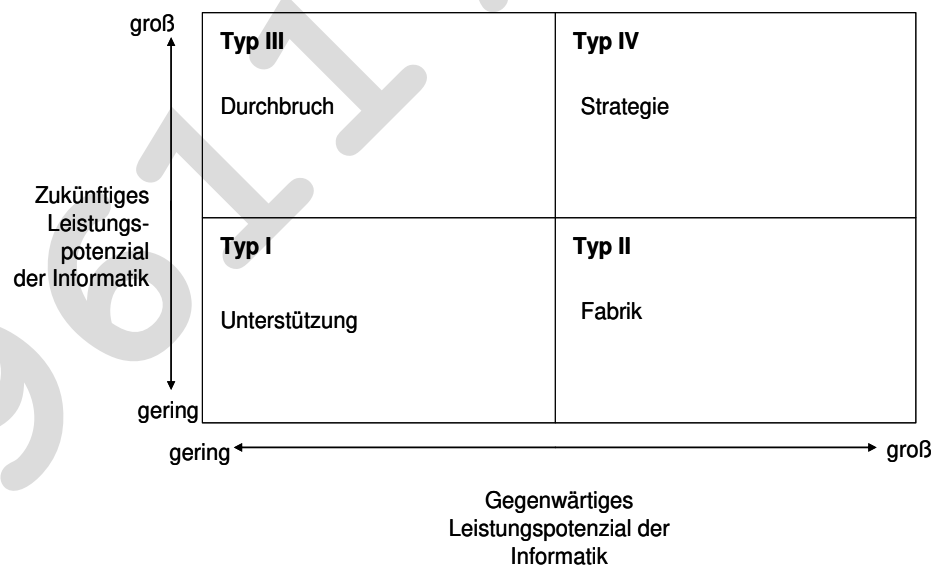 groß
Typ III
Typ IV
Durchbruch
Strategie
Zukünftiges
Leistungs-
potenzial
der Informatik
Typ I
Typ II
Unterstützung
Fabrik
gering
gering
groß
Gegenwärtiges
Leistungspotenzial der
Informatik
9611